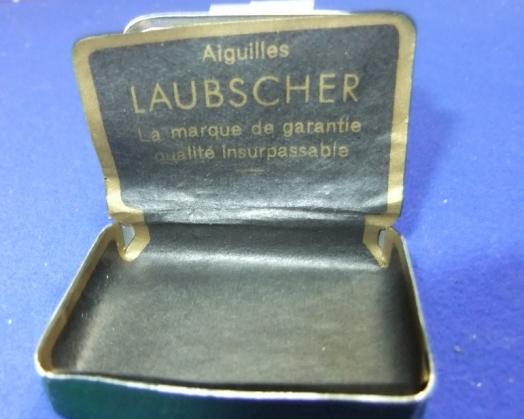 Aiguilles
LAUBSCHER
La marque de garantie
qualité insurpassable